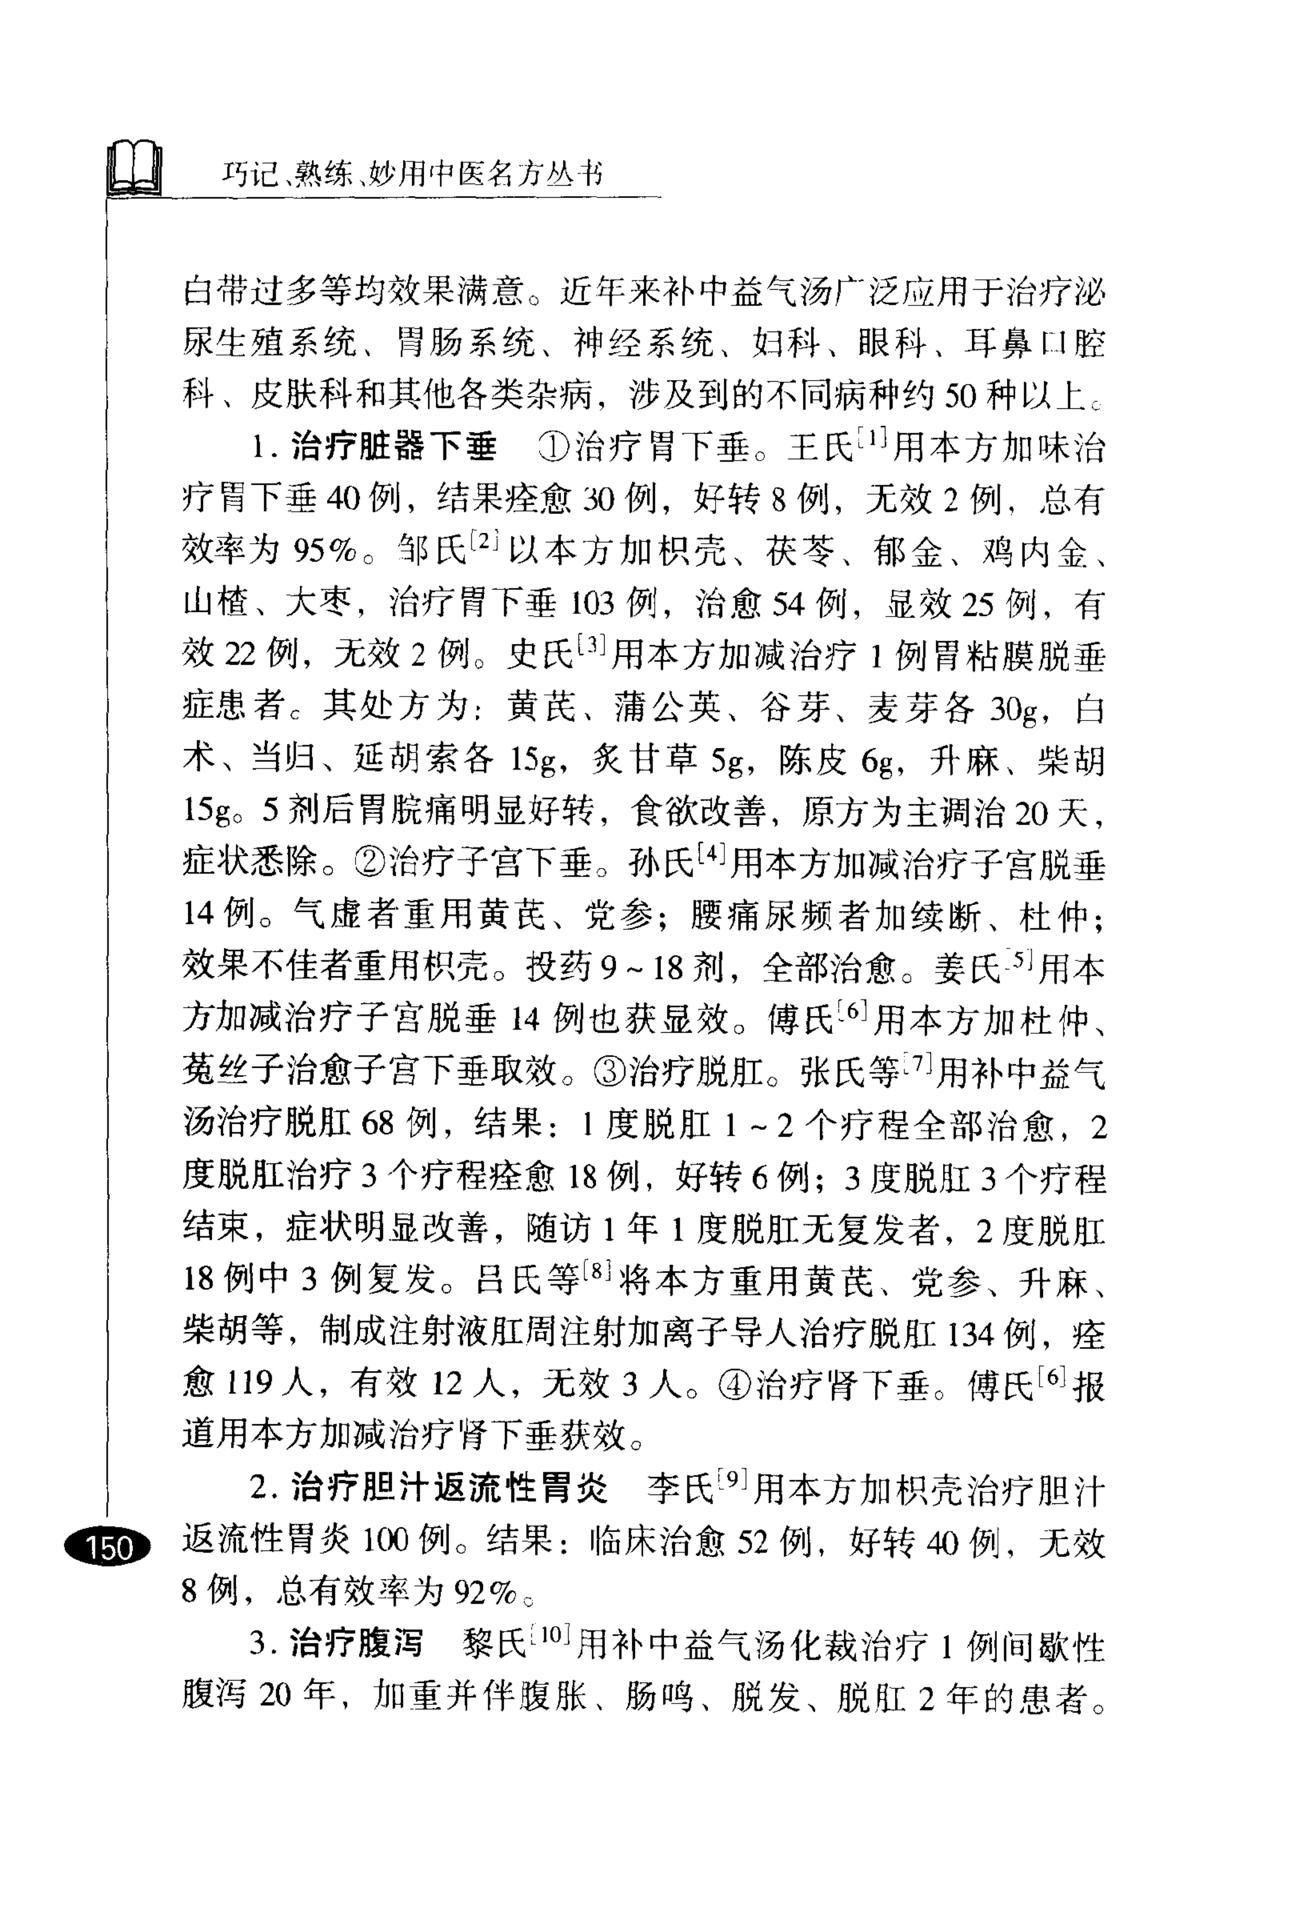 巧记、熟练、妙用中医名方丛书
白带过多等均效果满意。近年来补中益气汤广泛应用于治疗泌
尿生殖系统、胃肠系统、神经系统、妇科、眼科、耳鼻口腔
科、皮肤科和其他各类杂病，涉及到的不同病种约 50 种以上。
1. 治疗脏器下垂　①治疗胃下垂。王氏[1]用本方加味治
疗胃下垂 40 例，结果痊愈 30 例，好转 8 例，无效 2 例，总有
效率为 95%。邹氏[2]以本方加枳壳、茯苓、郁金、鸡内金、
山楂、大枣，治疗胃下垂 103 例，治愈 54 例，显效 25 例，有
效 22 例，无效 2 例。史氏[3]用本方加减治疗 1 例胃粘膜脱垂
症患者。其处方为：黄芪、蒲公英、谷芽、麦芽各 30g，白
术、当归、延胡索各 15g，炙甘草 5g，陈皮 6g，升麻、柴胡
15g。5 剂后胃脘痛明显好转，食欲改善，原方为主调治 20 天，
症状悉除。②治疗子宫下垂。孙氏[4]用本方加减治疗子宫脱垂
14 例。气虚者重用黄芪、党参；腰痛尿频者加续断、杜仲；
效果不佳者重用枳壳。投药 9～18 剂，全部治愈。姜氏[5]用本
方加减治疗子宫脱垂 14 例也获显效。傅氏[6]用本方加杜仲、
菟丝子治愈子宫下垂取效。③治疗脱肛。张氏等[7]用补中益气
汤治疗脱肛 68 例，结果：1 度脱肛 1～2 个疗程全部治愈，2
度脱肛治疗 3 个疗程痊愈 18 例，好转 6 例；3 度脱肛 3 个疗程
结束，症状明显改善，随访 1 年 1 度脱肛无复发者，2 度脱肛
18 例中 3 例复发。吕氏等[8]将本方重用黄芪、党参、升麻、
柴胡等，制成注射液肛周注射加离子导人治疗脱肛 134 例，痊
愈 119 人，有效 12 人，无效 3 人。④治疗肾下垂。傅氏[6]报
道用本方加减治疗肾下垂获效。
2. 治疗胆汁返流性胃炎　李氏[9]用本方加枳壳治疗胆汁
返流性胃炎 100 例。结果：临床治愈 52 例，好转 40 例，无效
8 例，总有效率为 92%。
3. 治疗腹泻　黎氏[10]用补中益气汤化裁治疗 1 例间歇性
腹泻 20 年，加重并伴腹胀、肠鸣、脱发、脱肛 2 年的患者。
150